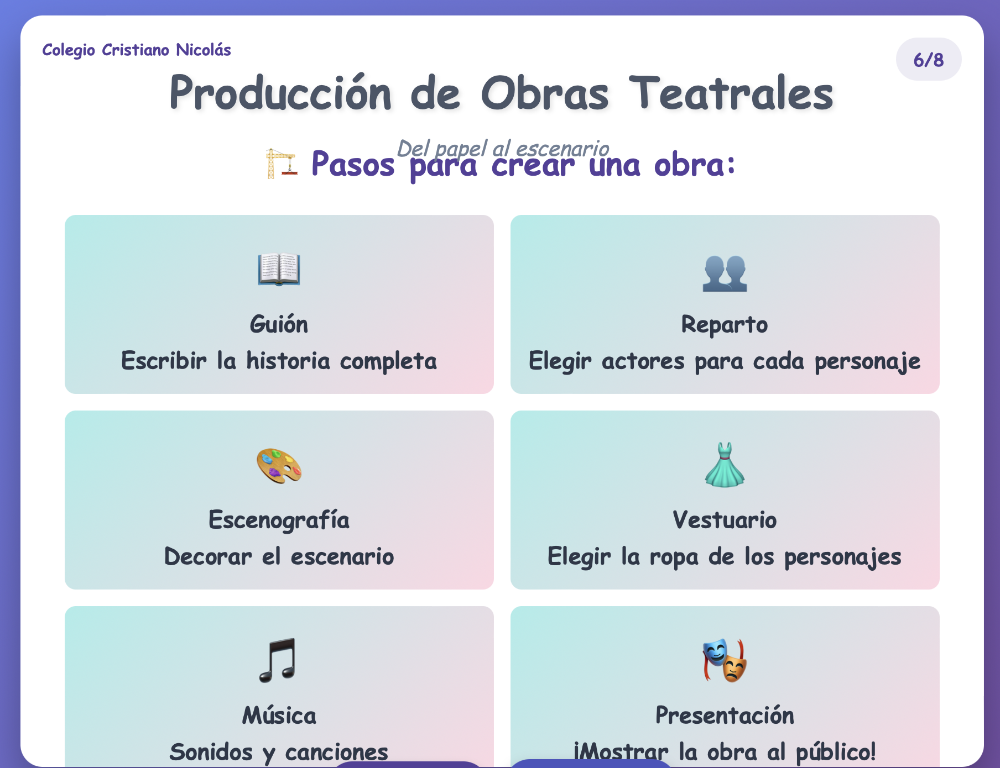 Colegio Cristiano Nicolás
6/8
Producción de Obras Teatrales
Del papel al escenario
Pasos para crear una obra:
Guión
Escribir la historia completa
Reparto
Elegir actores para cada personaje
Escenografía
Decorar el escenario
Vestuario
Elegir la ropa de los personajes
Música
Sonidos y canciones
Presentación
¡Mostrar la obra al público!